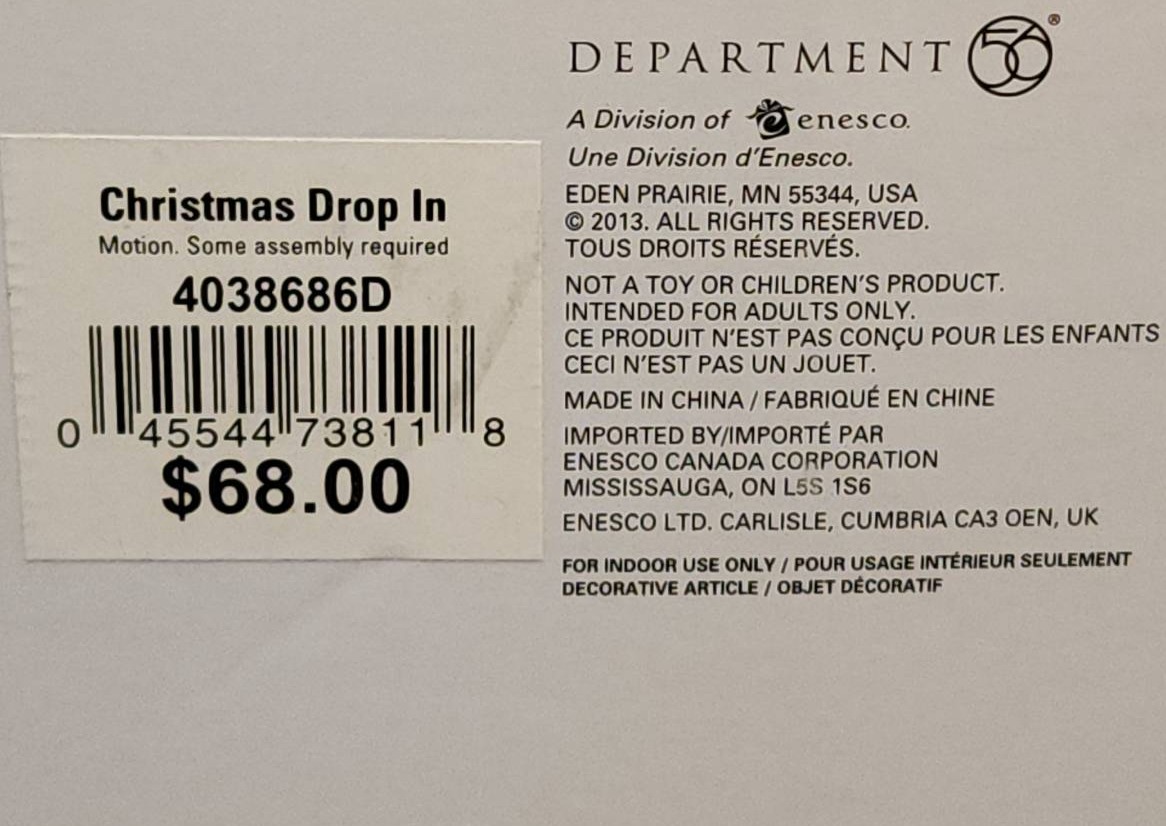 Christmas Drop In
Motion. Some assembly required
4038686D
0 45544 73811 8
$68.00
DEPARTMENT 56®
A Division of enesco.
Une Division d'Enesco.
EDEN PRAIRIE, MN 55344, USA
© 2013. ALL RIGHTS RESERVED.
TOUS DROITS RÉSERVÉS.
NOT A TOY OR CHILDREN'S PRODUCT.
INTENDED FOR ADULTS ONLY.
CE PRODUIT N'EST PAS CONÇU POUR LES ENFANTS
CECI N'EST PAS UN JOUET.
MADE IN CHINA / FABRIQUÉ EN CHINE
IMPORTED BY/IMPORTÉ PAR
ENESCO CANADA CORPORATION
MISSISSAUGA, ON L5S 1S6
ENESCO LTD. CARLISLE, CUMBRIA CA3 OEN, UK
FOR INDOOR USE ONLY / POUR USAGE INTÉRIEUR SEULEMENT
DECORATIVE ARTICLE / OBJET DÉCORATIF